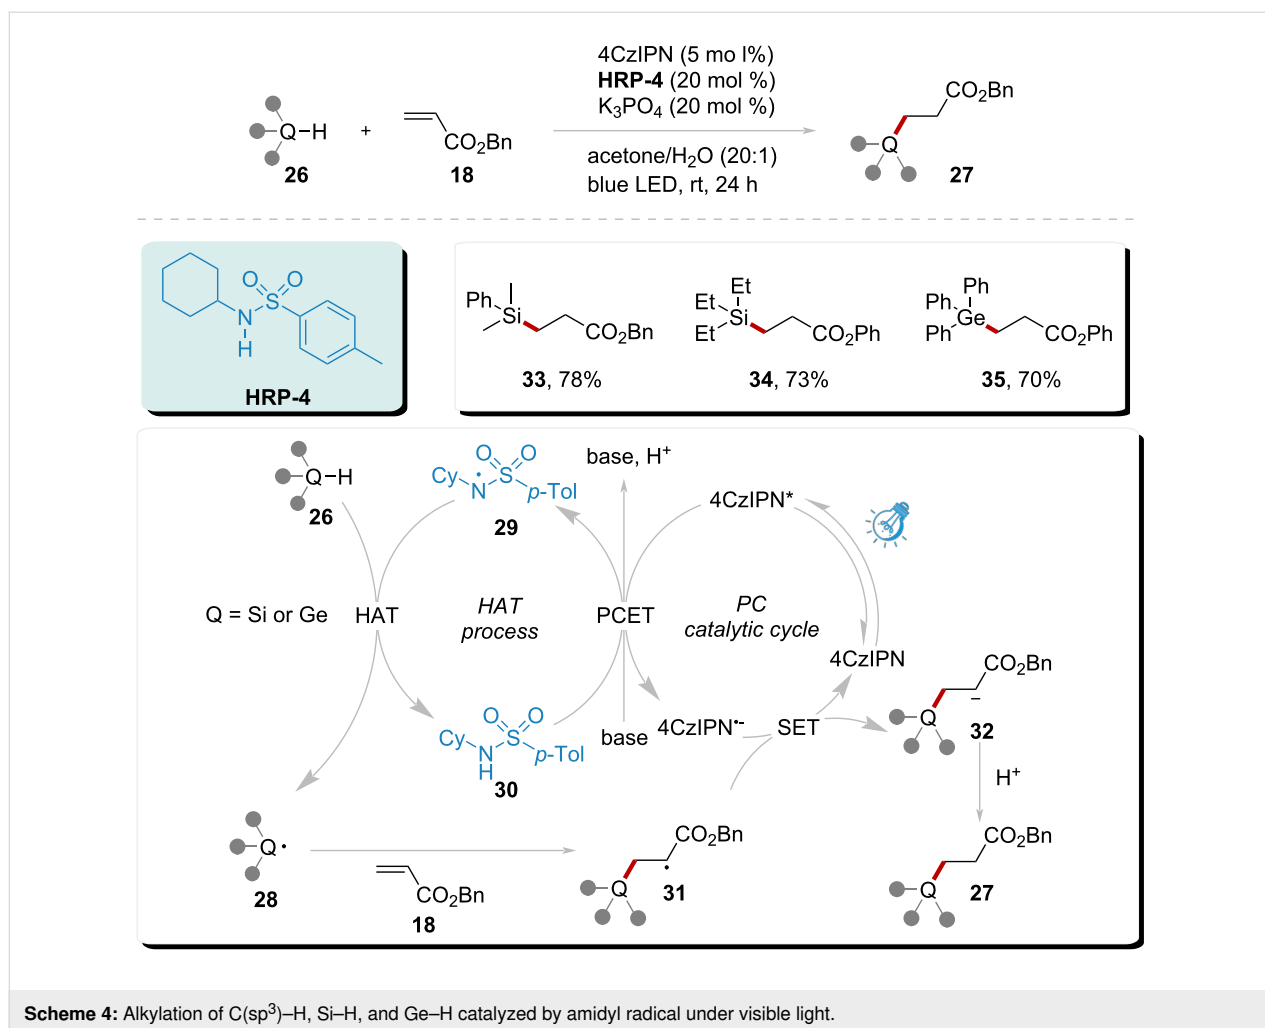 4CzIPN (5 mo l%)
HRP-4 (20 mol %)
K3PO4 (20 mol %)
Q–H
26
+
CO2Bn
18
acetone/H2O (20:1)
blue LED, rt, 24 h
CO2Bn
Q
27
O O
S
N
H
HRP-4
Ph
Si
CO2Bn
33, 78%
Et
Et
Si
Et
CO2Ph
34, 73%
Ph
Ph
Ge
Ph
CO2Ph
35, 70%
Q–H
26
O O
Cy
N
S
p-Tol
29
base, H+
4CzIPN*
Q = Si or Ge
HAT
HAT
process
PCET
PC
catalytic cycle
4CzIPN
O O
Cy
N
H
S
p-Tol
30
base
4CzIPN•-
SET
CO2Bn
Q
–
32
H+
Q•
28
CO2Bn
18
CO2Bn
Q
•
31
CO2Bn
Q
27
Scheme 4: Alkylation of C(sp3)–H, Si–H, and Ge–H catalyzed by amidyl radical under visible light.